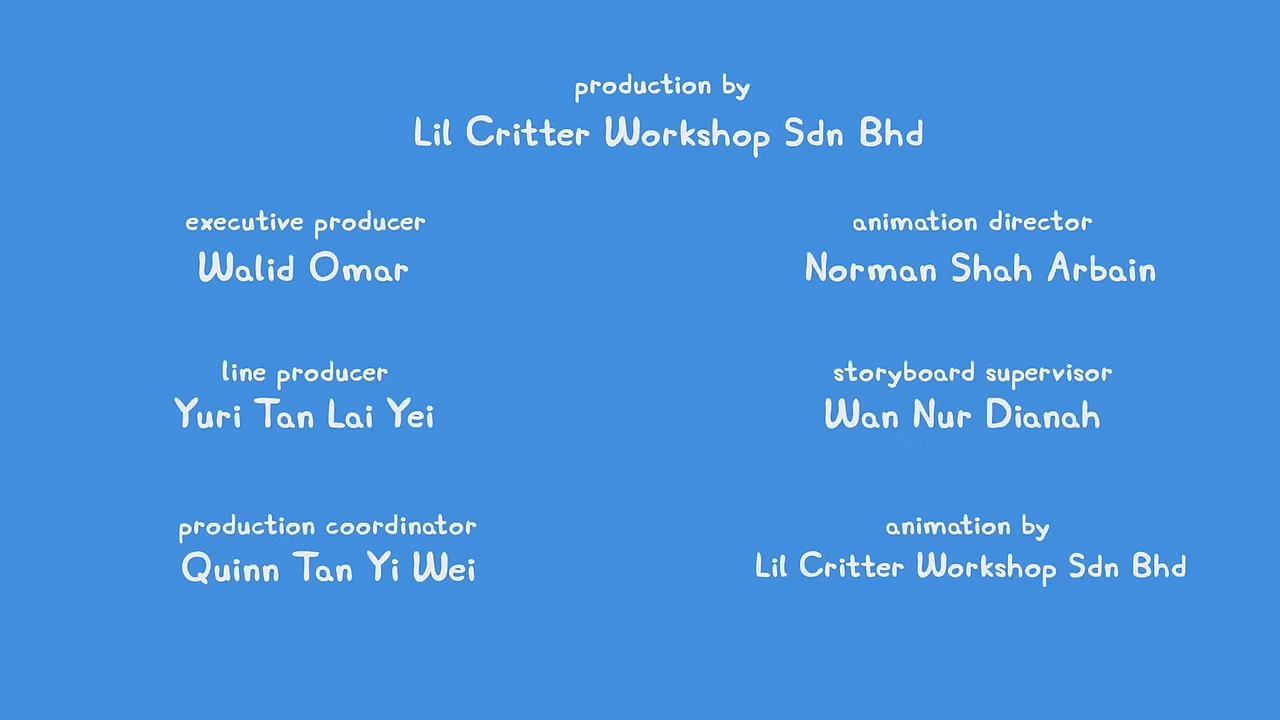 production by
Lil Critter Workshop Sdn Bhd
executive producer
Walid Omar
animation director
Norman Shah Arbain
line producer
Yuri Tan Lai Yei
storyboard supervisor
Wan Nur Dianah
production coordinator
Quinn Tan Yi Wei
animation by
Lil Critter Workshop Sdn Bhd